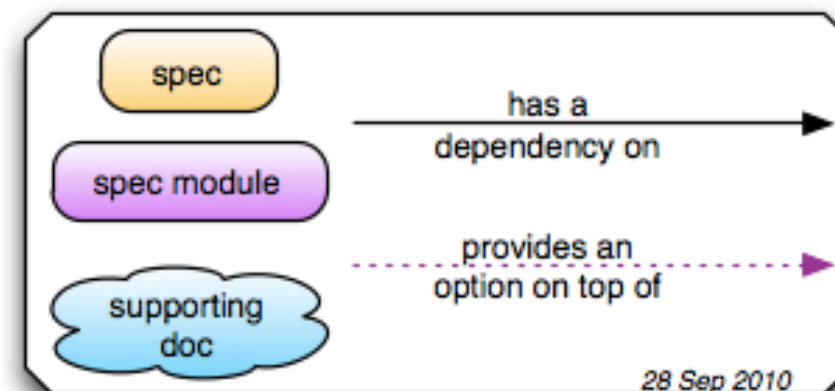 spec
has a
dependency on
spec module
provides an
option on top of
supporting
doc
28 Sep 2010